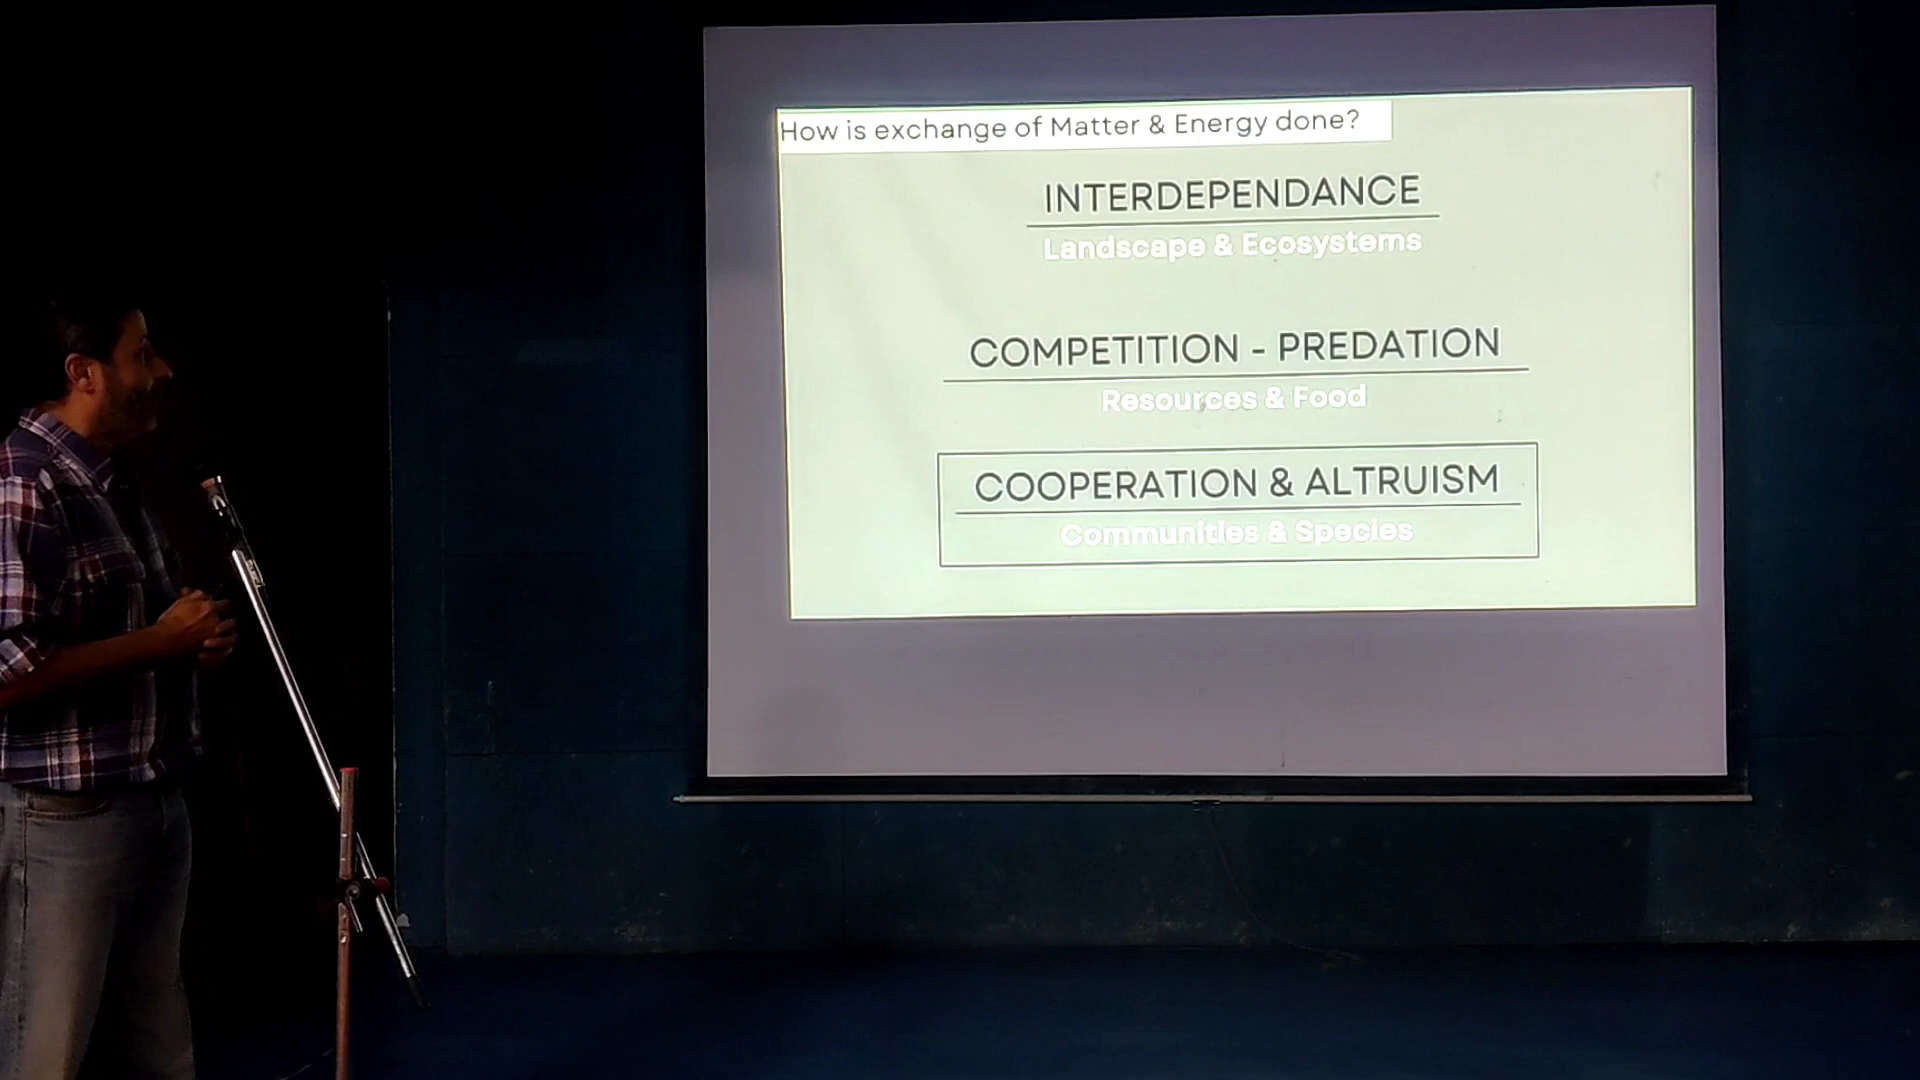 How is exchange of Matter & Energy done?
INTERDEPENDANCE
Landscape & Ecosystems
COMPETITION - PREDATION
Resources & Food
COOPERATION & ALTRUISM
Communities & Species